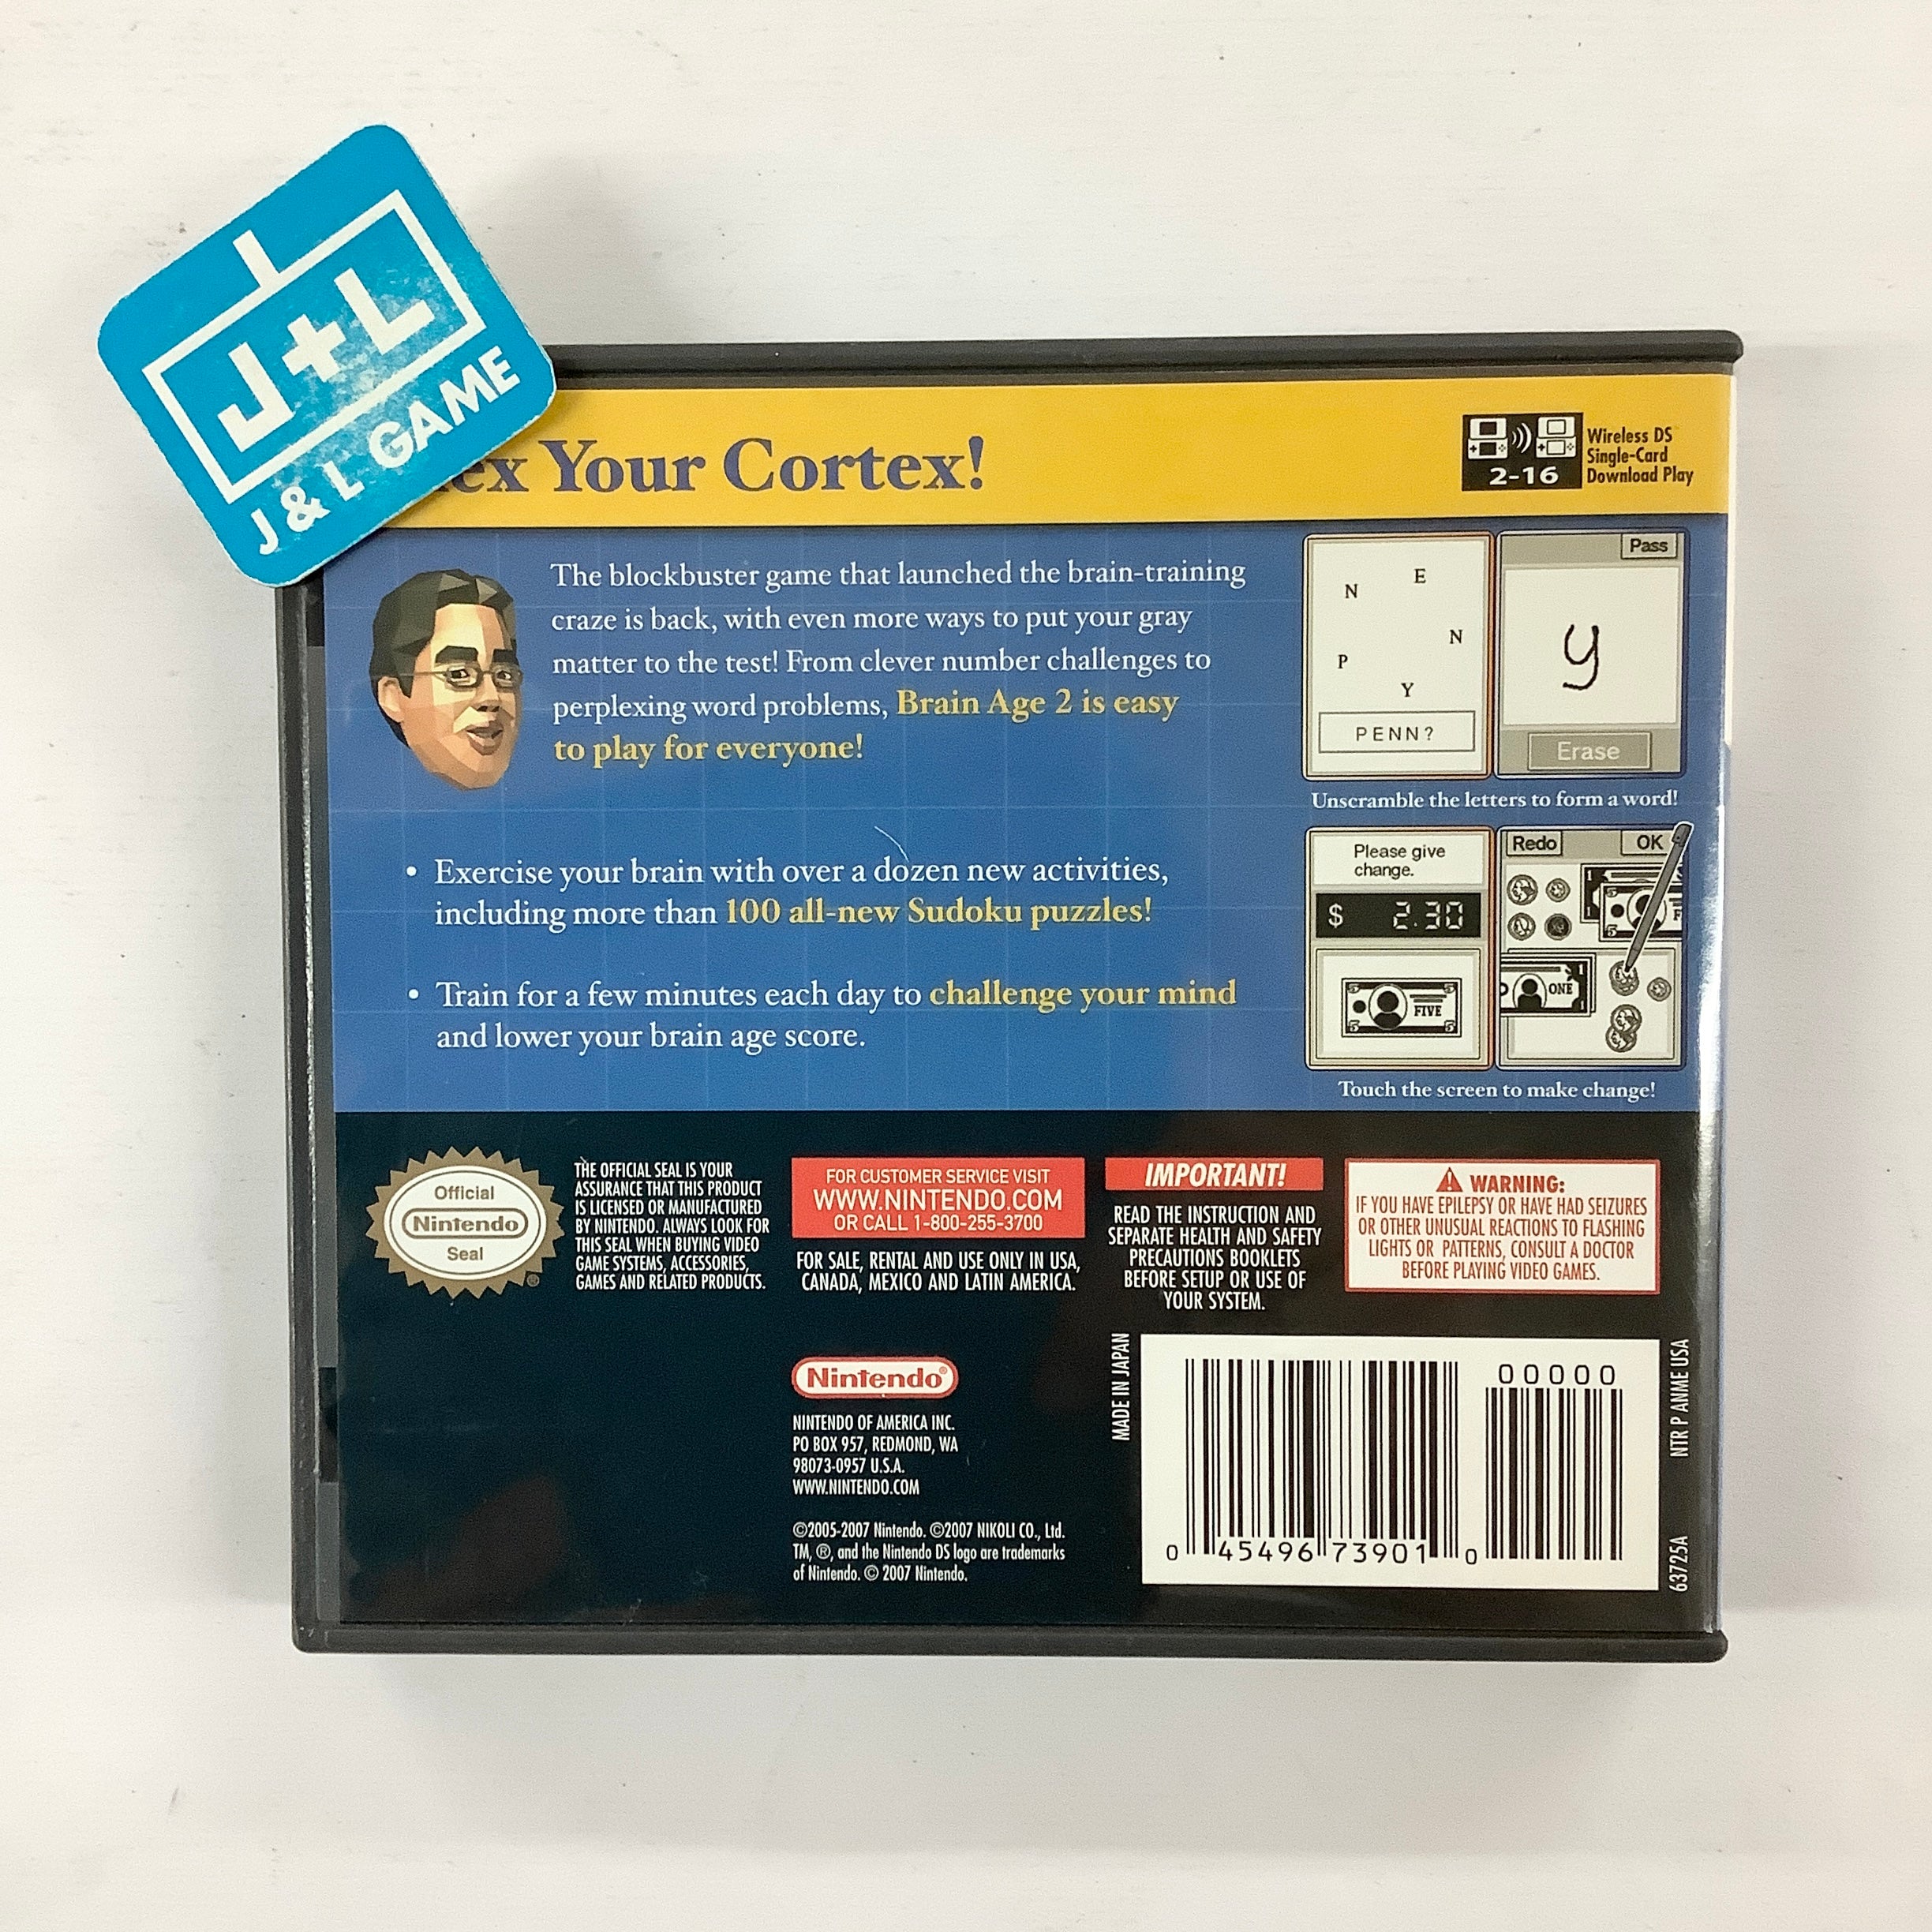 J+L
J & L GAME
Your Cortex!
2-16
Wireless DS
Single-Card
Download Play
The blockbuster game that launched the brain-training
craze is back, with even more ways to put your gray
matter to the test! From clever number challenges to
perplexing word problems, Brain Age 2 is easy
to play for everyone!
N E
N
P
Y
PENN?
Pass
y
Erase
Unscramble the letters to form a word!
• Exercise your brain with over a dozen new activities,
including more than 100 all-new Sudoku puzzles!
• Train for a few minutes each day to challenge your mind
and lower your brain age score.
Please give
change.
$ 2.30
FIVE
Redo OK
ONE
Touch the screen to make change!
Official
Nintendo
Seal
®
THE OFFICIAL SEAL IS YOUR
ASSURANCE THAT THIS PRODUCT
IS LICENSED OR MANUFACTURED
BY NINTENDO. ALWAYS LOOK FOR
THIS SEAL WHEN BUYING VIDEO
GAME SYSTEMS, ACCESSORIES,
GAMES AND RELATED PRODUCTS.
FOR CUSTOMER SERVICE VISIT
WWW.NINTENDO.COM
OR CALL 1-800-255-3700
FOR SALE, RENTAL AND USE ONLY IN USA,
CANADA, MEXICO AND LATIN AMERICA.
IMPORTANT!
READ THE INSTRUCTION AND
SEPARATE HEALTH AND SAFETY
PRECAUTIONS BOOKLETS
BEFORE SETUP OR USE OF
YOUR SYSTEM.
WARNING:
IF YOU HAVE EPILEPSY OR HAVE HAD SEIZURES
OR OTHER UNUSUAL REACTIONS TO FLASHING
LIGHTS OR PATTERNS, CONSULT A DOCTOR
BEFORE PLAYING VIDEO GAMES.
Nintendo®
NINTENDO OF AMERICA INC.
PO BOX 957, REDMOND, WA
98073-0957 U.S.A.
WWW.NINTENDO.COM
©2005-2007 Nintendo. ©2007 NIKOLI CO., Ltd.
TM, ®, and the Nintendo DS logo are trademarks
of Nintendo. © 2007 Nintendo.
MADE IN JAPAN
00000
0 45496 73901 0
NTR P ANME USA
63725A